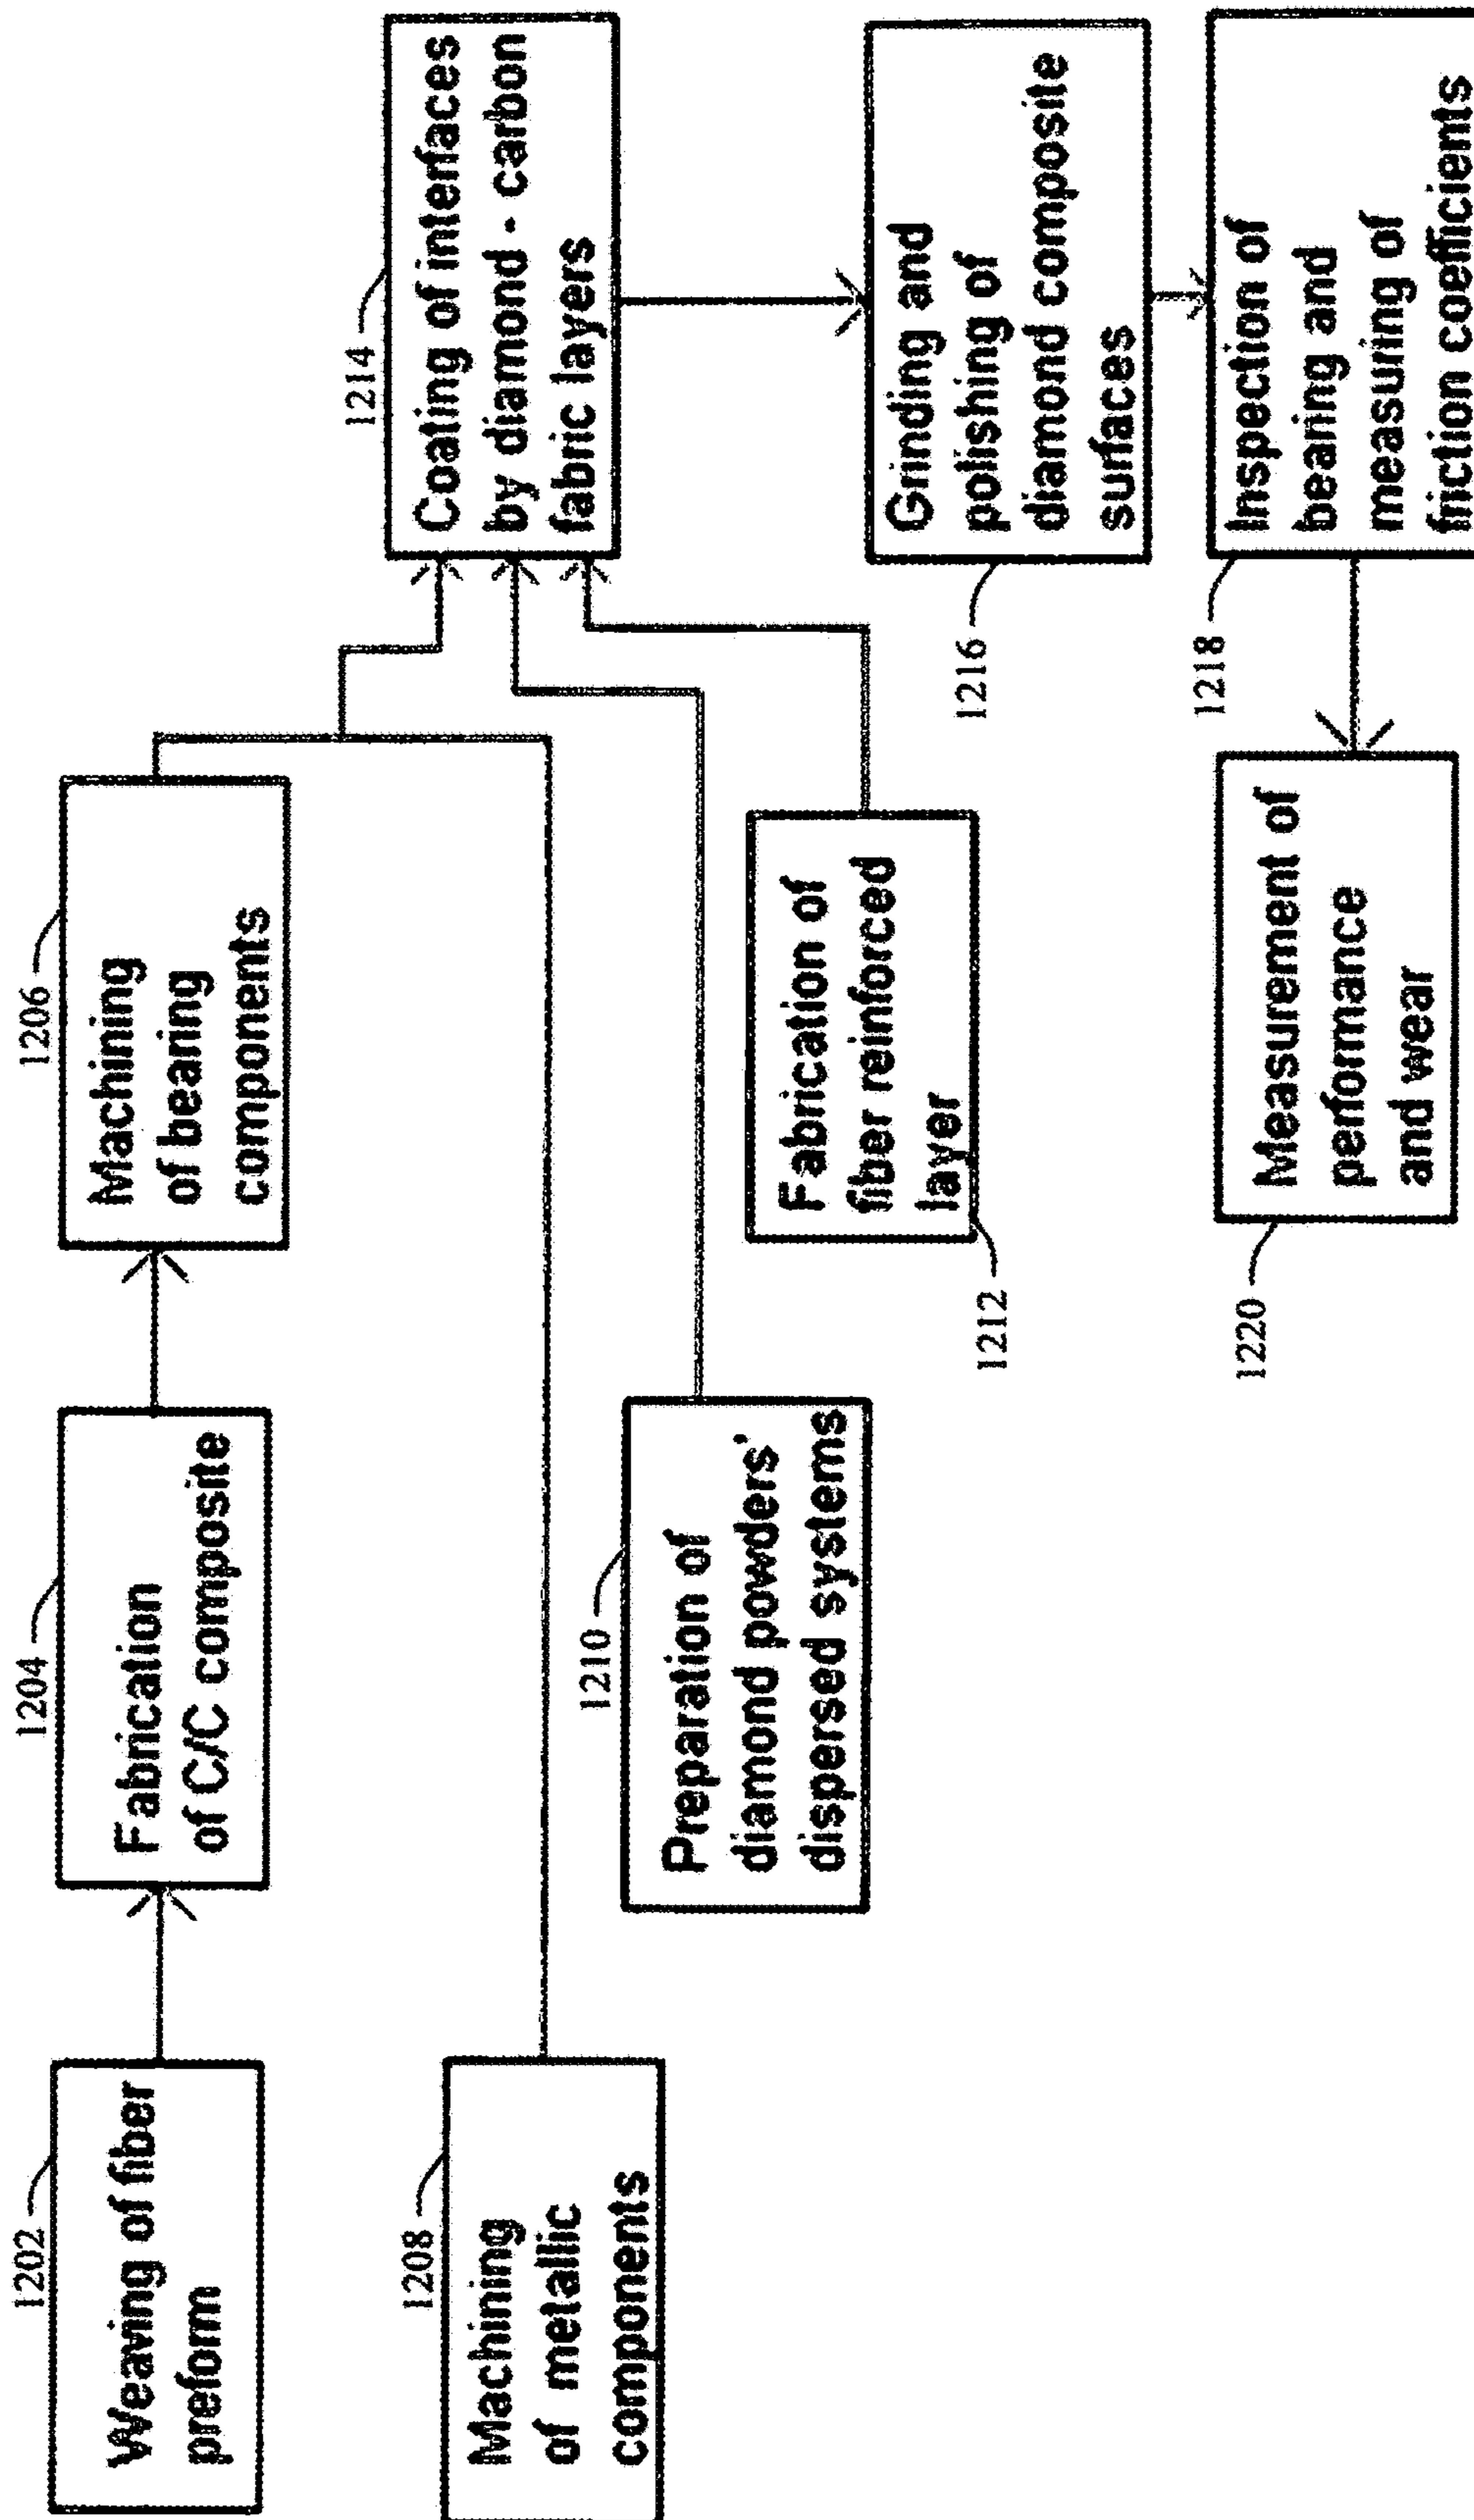 1202
Weaving of fiber
preform
1204
Fabrication
of C/C composite
1206
Machining
of bearing
components
1208
Machining
of metallic
components
1210
Preparation of
diamond powders'
dispersed systems
1212
Fabrication of
fiber reinforced
layer
1214
Coating of interfaces
by diamond - carbon
fabric layers
1216
Grinding and
polishing of
diamond composite
surfaces
1218
Inspection of
bearing and
measuring of
friction coefficients
1220
Measurement of
performance
and wear